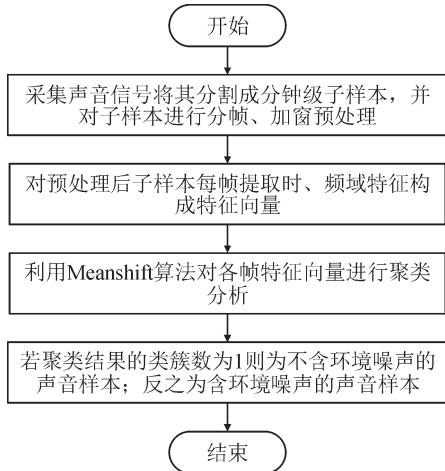 开始
采集声音信号将其分割成分钟级子样本，并
对子样本进行分帧、加窗预处理
对预处理后子样本每帧提取时、频域特征构
成特征向量
利用Meanshift算法对各帧特征向量进行聚类
分析
若聚类结果的类簇数为1则为不含环境噪声的
声音样本；反之为含环境噪声的声音样本
结束